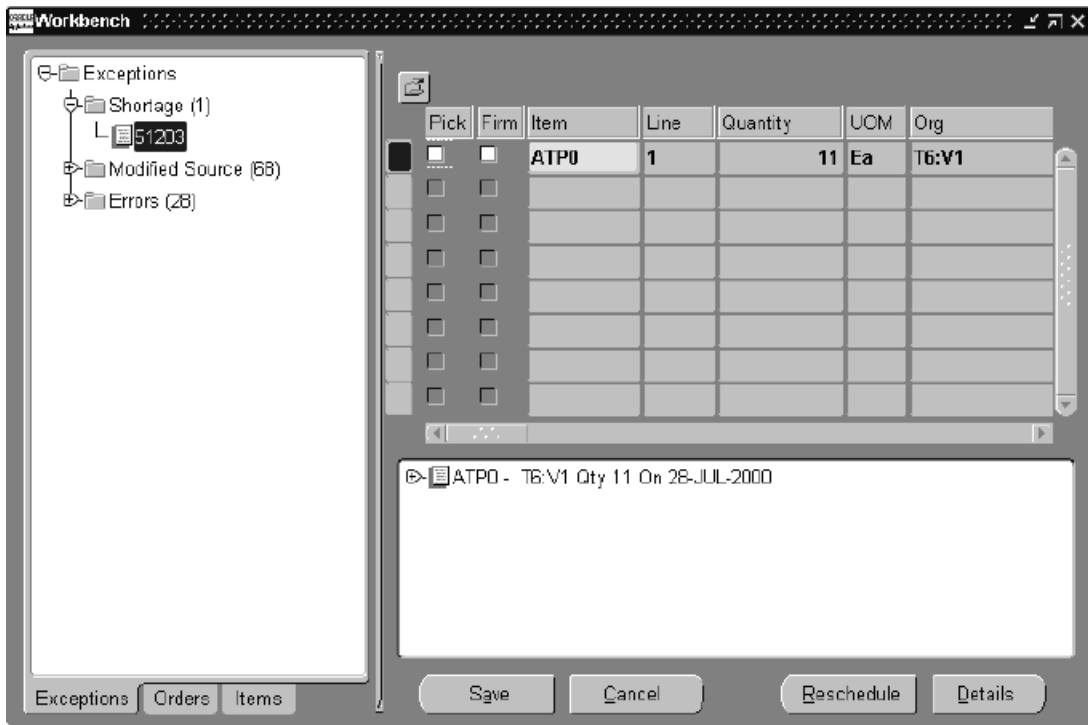 Workbench
Exceptions
Shortage (1)
51203
Modified Source (68)
Errors (28)
Exceptions Orders Items
Pick Firm Item Line Quantity UOM Org
ATP0 1 11 Ea T6:V1
ATP0 - T6:V1 Qty 11 On 28-JUL-2000
Save Cancel Reschedule Details